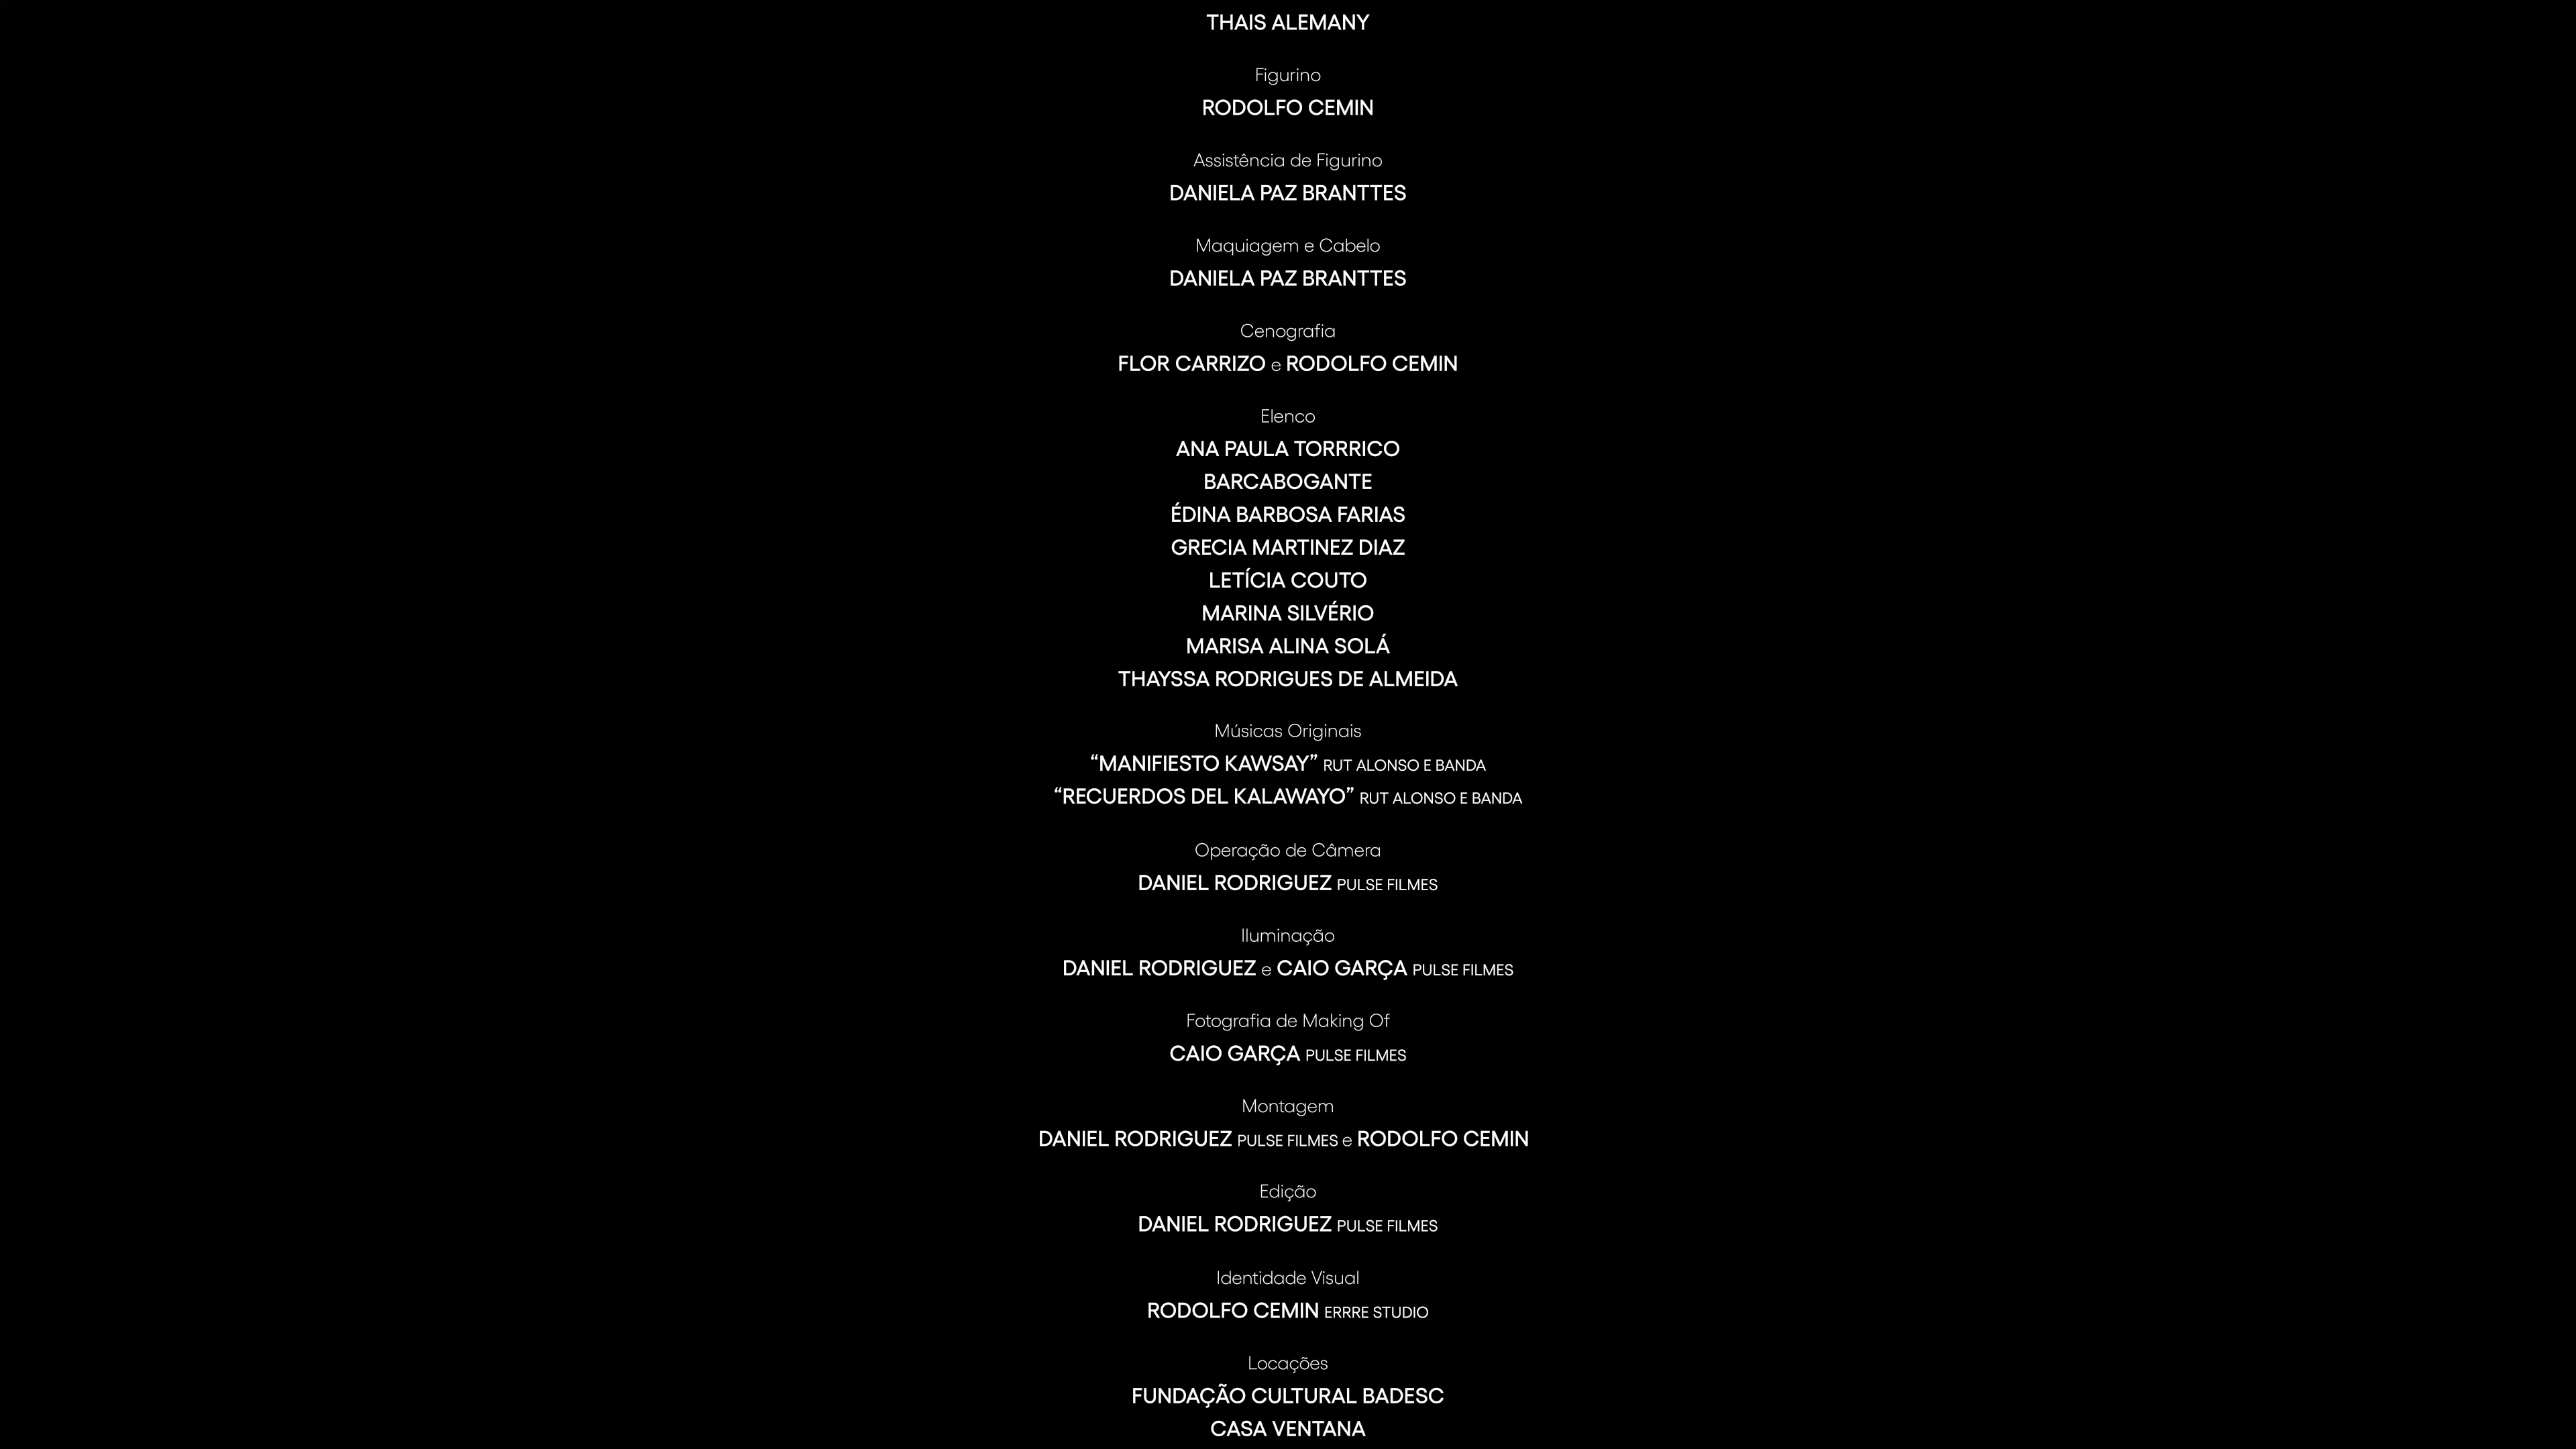 THAIS ALEMANY
Figurino
RODOLFO CEMIN
Assistência de Figurino
DANIELA PAZ BRANTTES
Maquiagem e Cabelo
DANIELA PAZ BRANTTES
Cenografia
FLOR CARRIZO e RODOLFO CEMIN
Elenco
ANA PAULA TORRRICO
BARCABOGANTE
ÉDINA BARBOSA FARIAS
GRECIA MARTINEZ DIAZ
LETÍCIA COUTO
MARINA SILVÉRIO
MARISA ALINA SOLÁ
THAYSSA RODRIGUES DE ALMEIDA
Músicas Originais
“MANIFIESTO KAWSAY” RUT ALONSO E BANDA
“RECUERDOS DEL KALAWAYO” RUT ALONSO E BANDA
Operação de Câmera
DANIEL RODRIGUEZ PULSE FILMES
Iluminação
DANIEL RODRIGUEZ e CAIO GARÇA PULSE FILMES
Fotografia de Making Of
CAIO GARÇA PULSE FILMES
Montagem
DANIEL RODRIGUEZ PULSE FILMES e RODOLFO CEMIN
Edição
DANIEL RODRIGUEZ PULSE FILMES
Identidade Visual
RODOLFO CEMIN ERRRE STUDIO
Locações
FUNDAÇÃO CULTURAL BADESC
CASA VENTANA